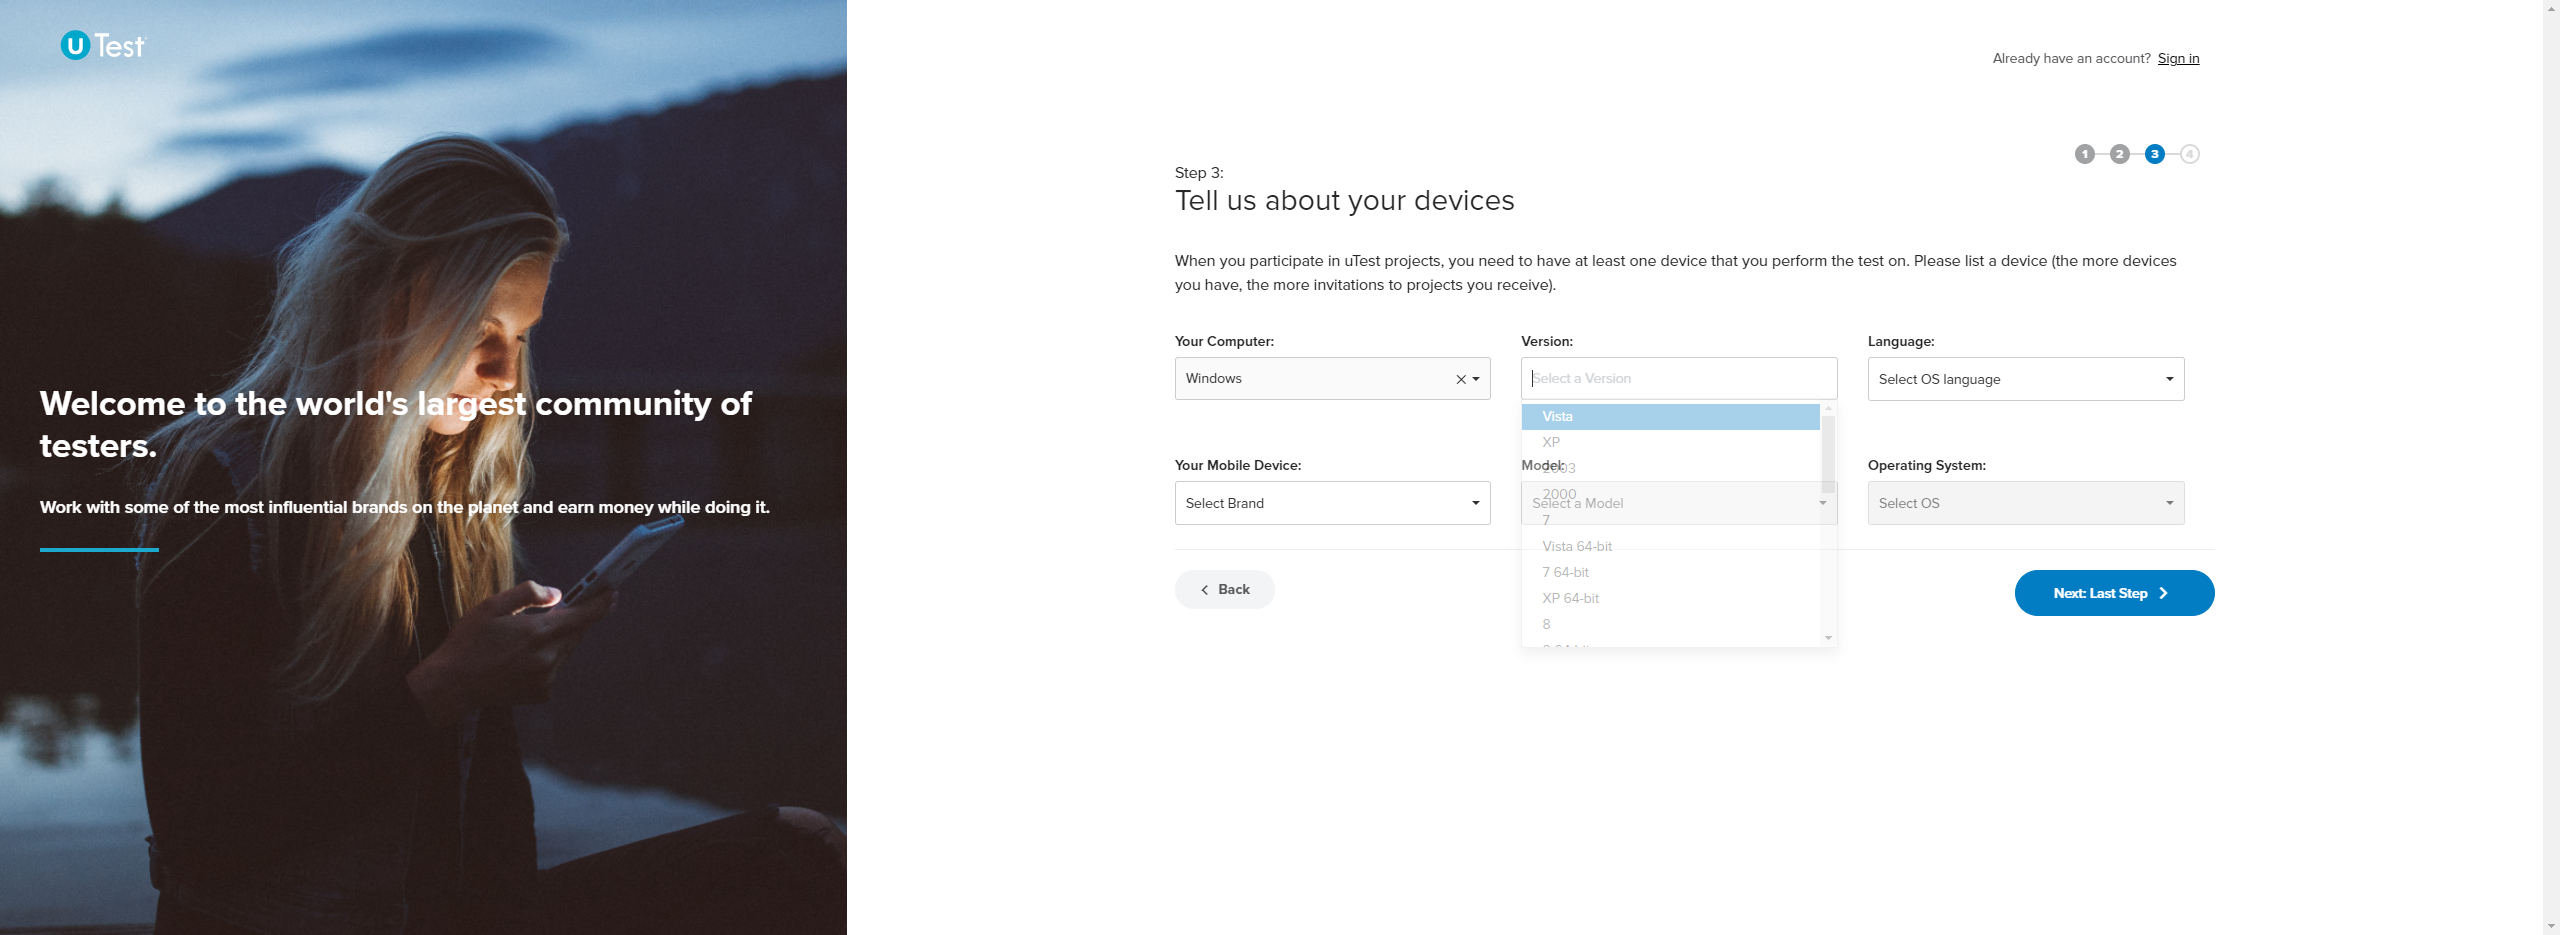 uTest
Already have an account? Sign in
1 2 3 4
Step 3:
Tell us about your devices
When you participate in uTest projects, you need to have at least one device that you perform the test on. Please list a device (the more devices
you have, the more invitations to projects you receive).
Your Computer:
Windows
Version:
Select a Version
Language:
Select OS language
Vista
XP
2003
2000
7
Vista 64-bit
7 64-bit
XP 64-bit
8
Your Mobile Device:
Select Brand
Model:
Select a Model
Operating System:
Select OS
Back
Next: Last Step
Welcome to the world's largest community of
testers.
Work with some of the most influential brands on the planet and earn money while doing it.